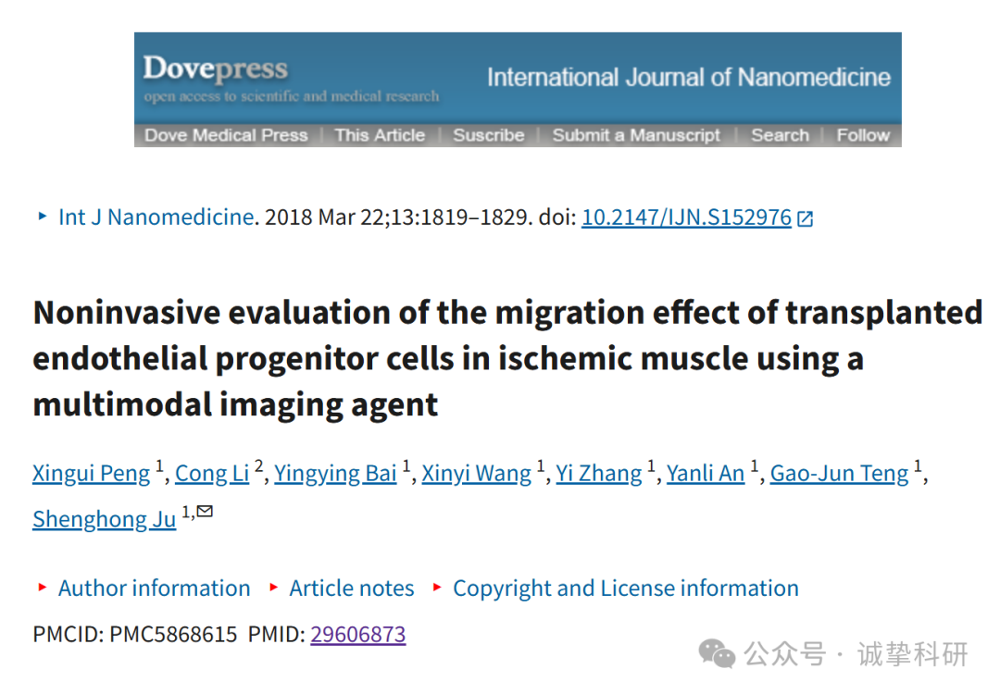 Dovepress
open access to scientific and medical research
International Journal of Nanomedicine
Dove Medical Press | This Article | Suscribe | Submit a Manuscript | Search | Follow
Int J Nanomedicine. 2018 Mar 22;13:1819–1829. doi: 10.2147/IJN.S152976
Noninvasive evaluation of the migration effect of transplanted
endothelial progenitor cells in ischemic muscle using a
multimodal imaging agent
Xingui Peng 1, Cong Li 2, Yingying Bai 1, Xinyi Wang 1, Yi Zhang 1, Yanli An 1, Gao-Jun Teng 1,
Shenghong Ju 1,
Author information Article notes Copyright and License information
PMCID: PMC5868615 PMID: 29606873
公众号 · 诚挚科研